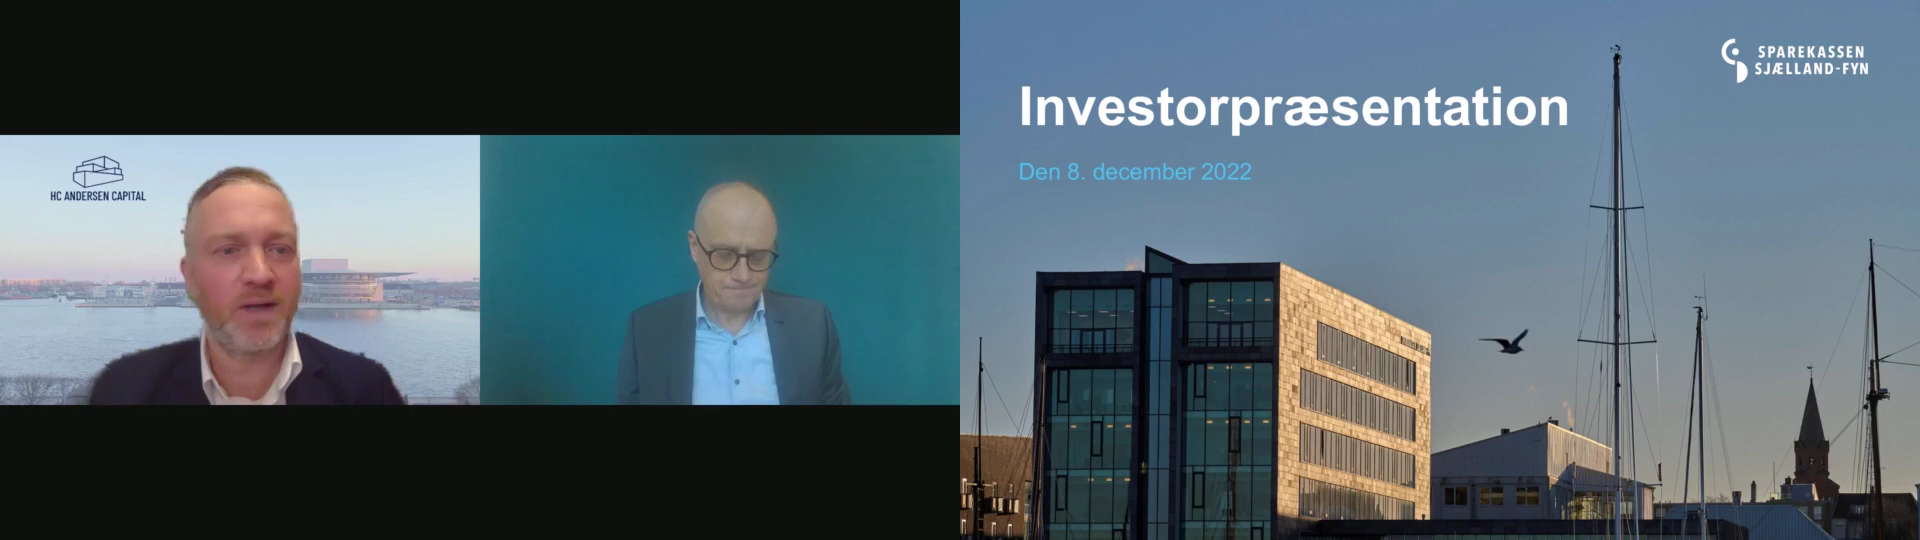 HC ANDERSEN CAPITAL
SPAREKASSEN
SJÆLLAND-FYN
Investorpræsentation
Den 8. december 2022